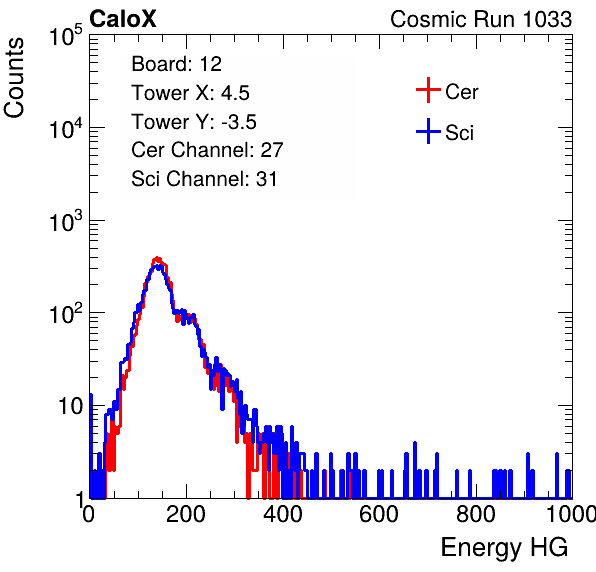 CaloX Cosmic Run 1033
Counts
10^5
10^4
10^3
10^2
10
1
Board: 12
Tower X: 4.5
Tower Y: -3.5
Cer Channel: 27
Sci Channel: 31
Cer
Sci
0 200 400 600 800 1000
Energy HG